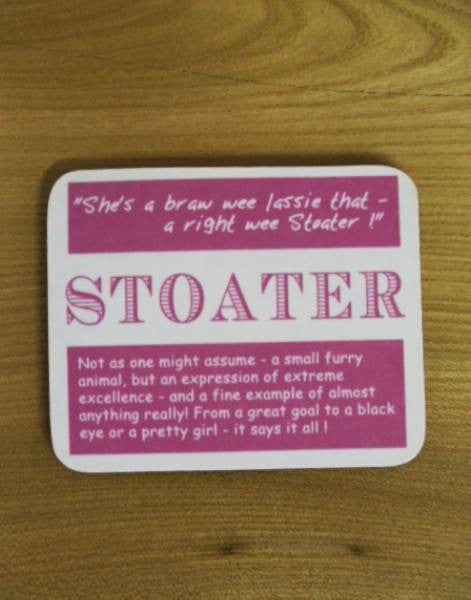 "She's a braw wee lassie that -
a right wee Stoater !"
STOATER
Not as one might assume - a small furry
animal, but an expression of extreme
excellence - and a fine example of almost
anything really! From a great goal to a black
eye or a pretty girl - it says it all !